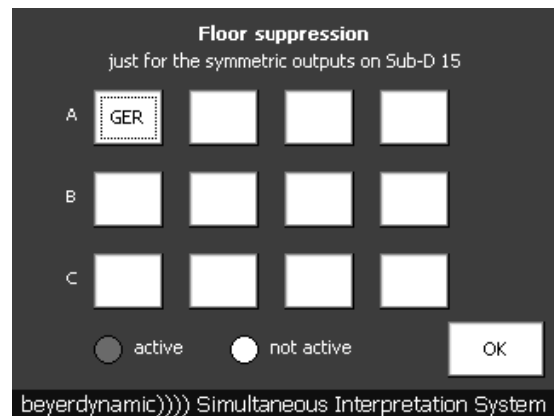 Floor suppression
just for the symmetric outputs on Sub-D 15
A GER
B
C
active not active OK
beyerdynamic)))) Simultaneous Interpretation System